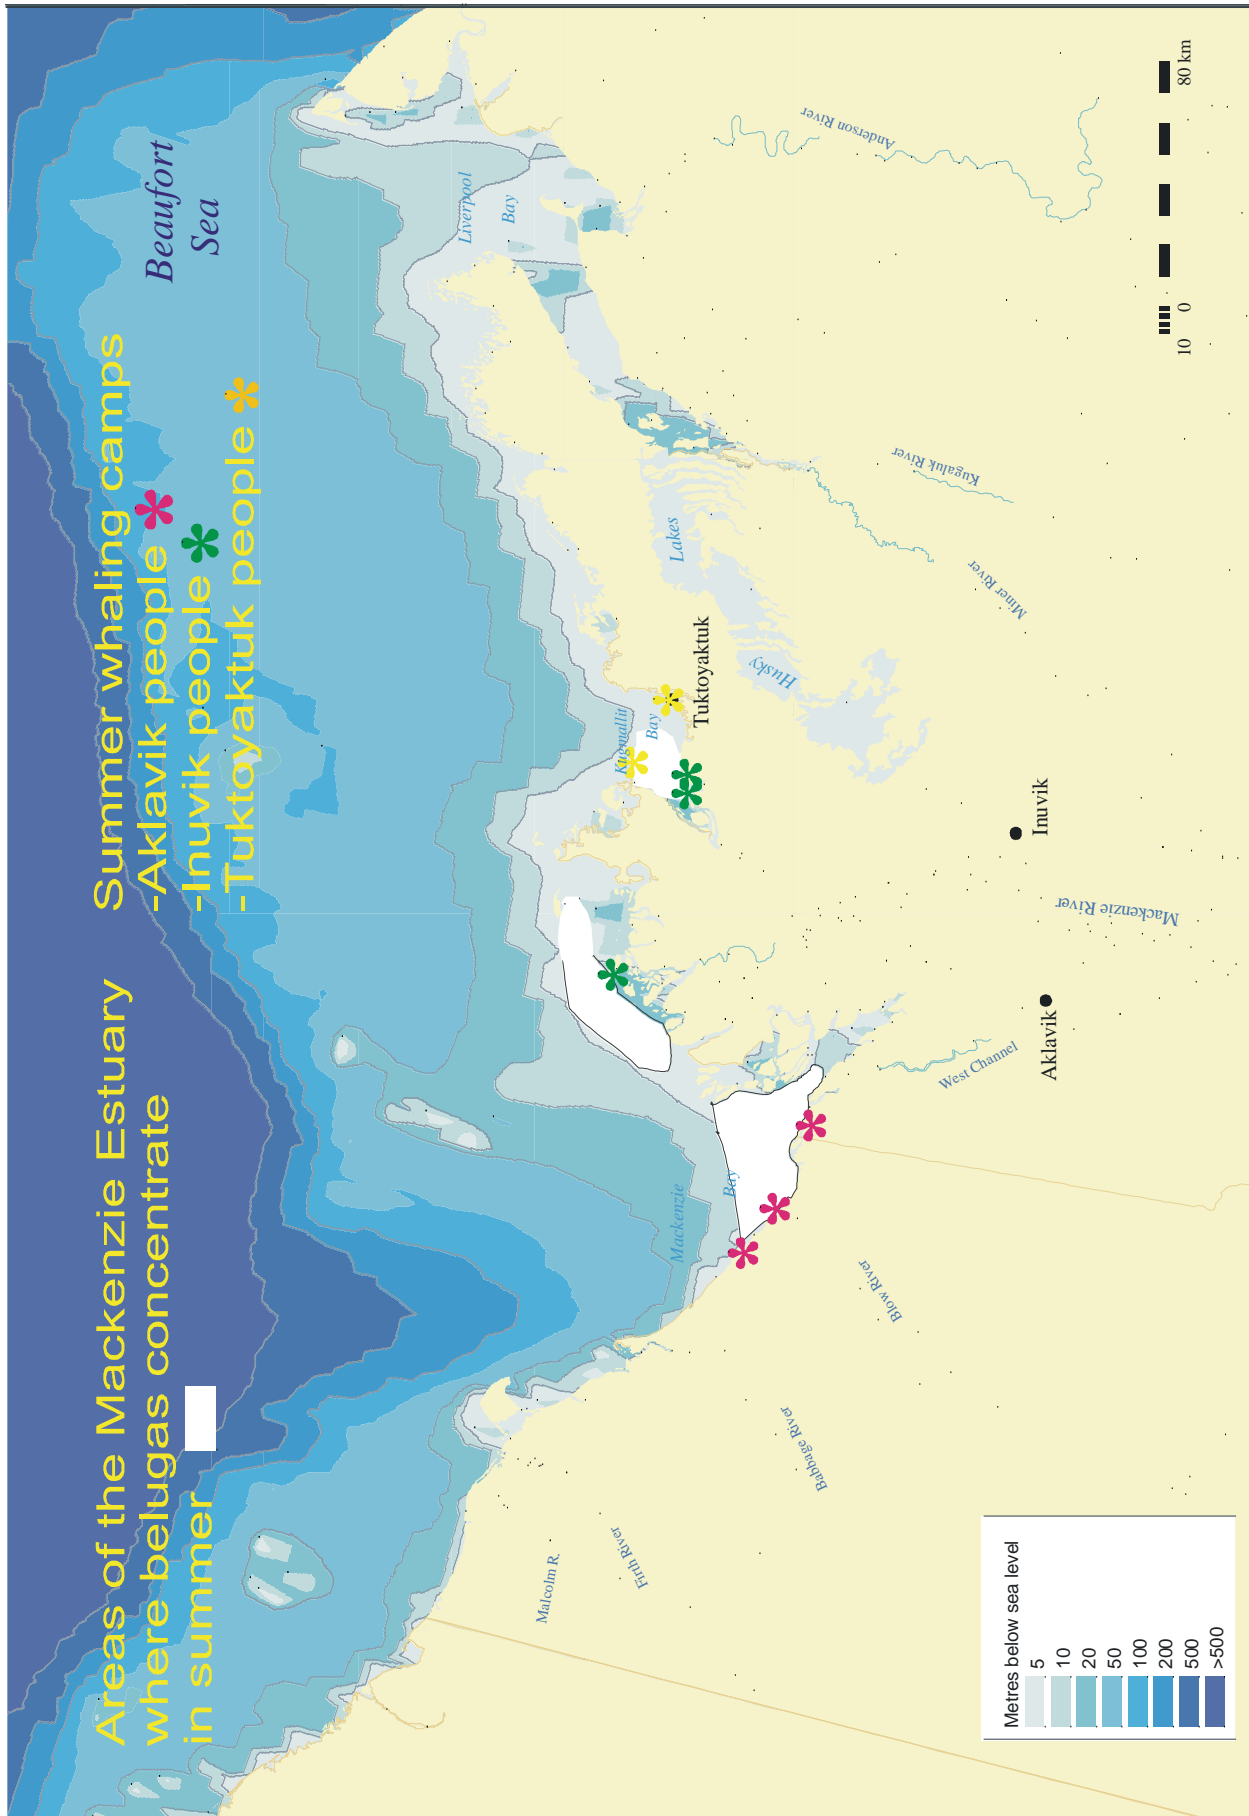 Areas of the Mackenzie Estuary
where belugas concentrate
in summer
Summer whaling camps
-Aklavik people
-Inuvik people
-Tuktoyaktuk people
Beaufort
Sea
Liverpool
Bay
Anderson River
Kugaluk River
Miner River
Husky
Lakes
Kugmallit
Bay
Tuktoyaktuk
Inuvik
Mackenzie River
Aklavik
West Channel
Mackenzie
Bay
Blow River
Babbage River
Firth River
Malcolm R.
10 0 80 km
Metres below sea level
5
10
20
50
100
200
500
>500